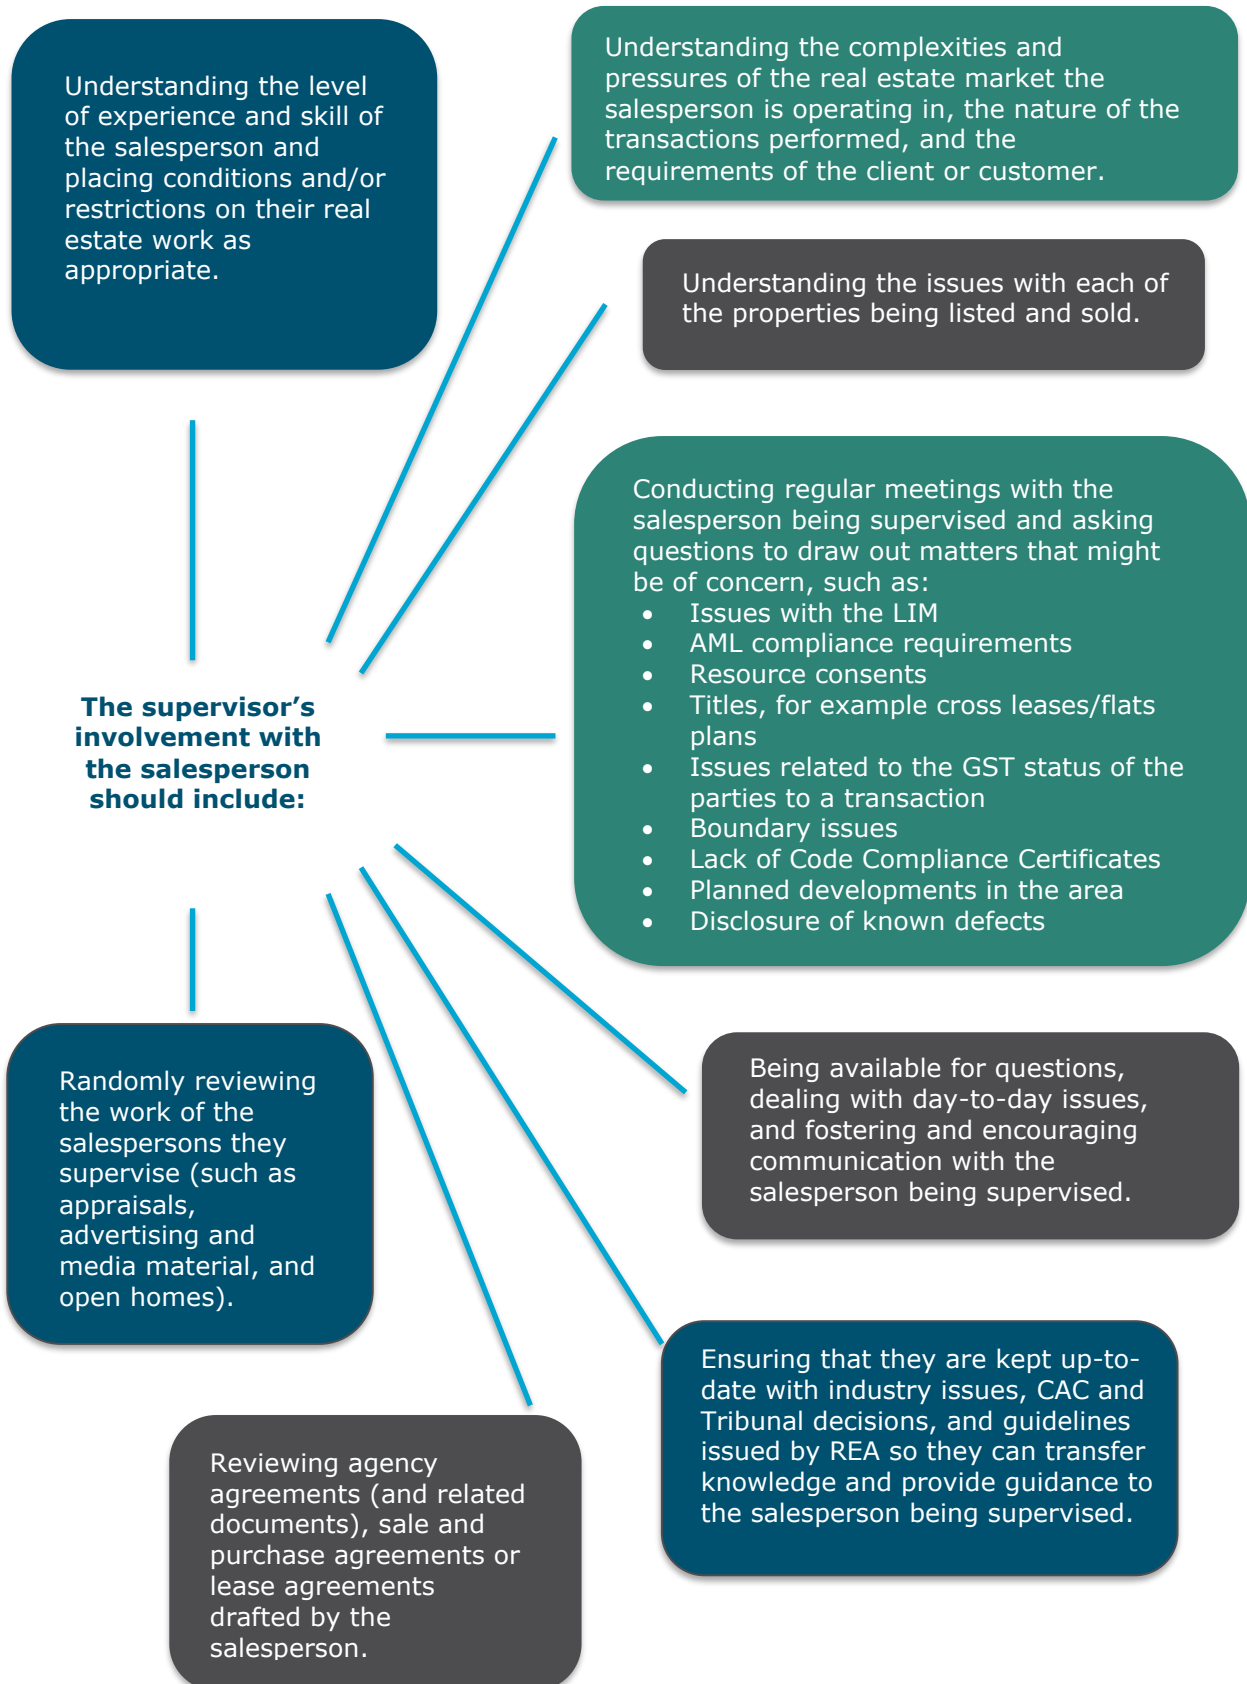 Understanding the level
of experience and skill of
the salesperson and
placing conditions and/or
restrictions on their real
estate work as
appropriate.
Understanding the complexities and
pressures of the real estate market the
salesperson is operating in, the nature of the
transactions performed, and the
requirements of the client or customer.
Understanding the issues with each of
the properties being listed and sold.
Conducting regular meetings with the
salesperson being supervised and asking
questions to draw out matters that might
be of concern, such as:
• Issues with the LIM
• AML compliance requirements
• Resource consents
• Titles, for example cross leases/flats
plans
• Issues related to the GST status of the
parties to a transaction
• Boundary issues
• Lack of Code Compliance Certificates
• Planned developments in the area
• Disclosure of known defects
The supervisor’s
involvement with
the salesperson
should include:
Randomly reviewing
the work of the
salespersons they
supervise (such as
appraisals,
advertising and
media material, and
open homes).
Being available for questions,
dealing with day-to-day issues,
and fostering and encouraging
communication with the
salesperson being supervised.
Ensuring that they are kept up-to-
date with industry issues, CAC and
Tribunal decisions, and guidelines
issued by REA so they can transfer
knowledge and provide guidance to
the salesperson being supervised.
Reviewing agency
agreements (and related
documents), sale and
purchase agreements or
lease agreements
drafted by the
salesperson.